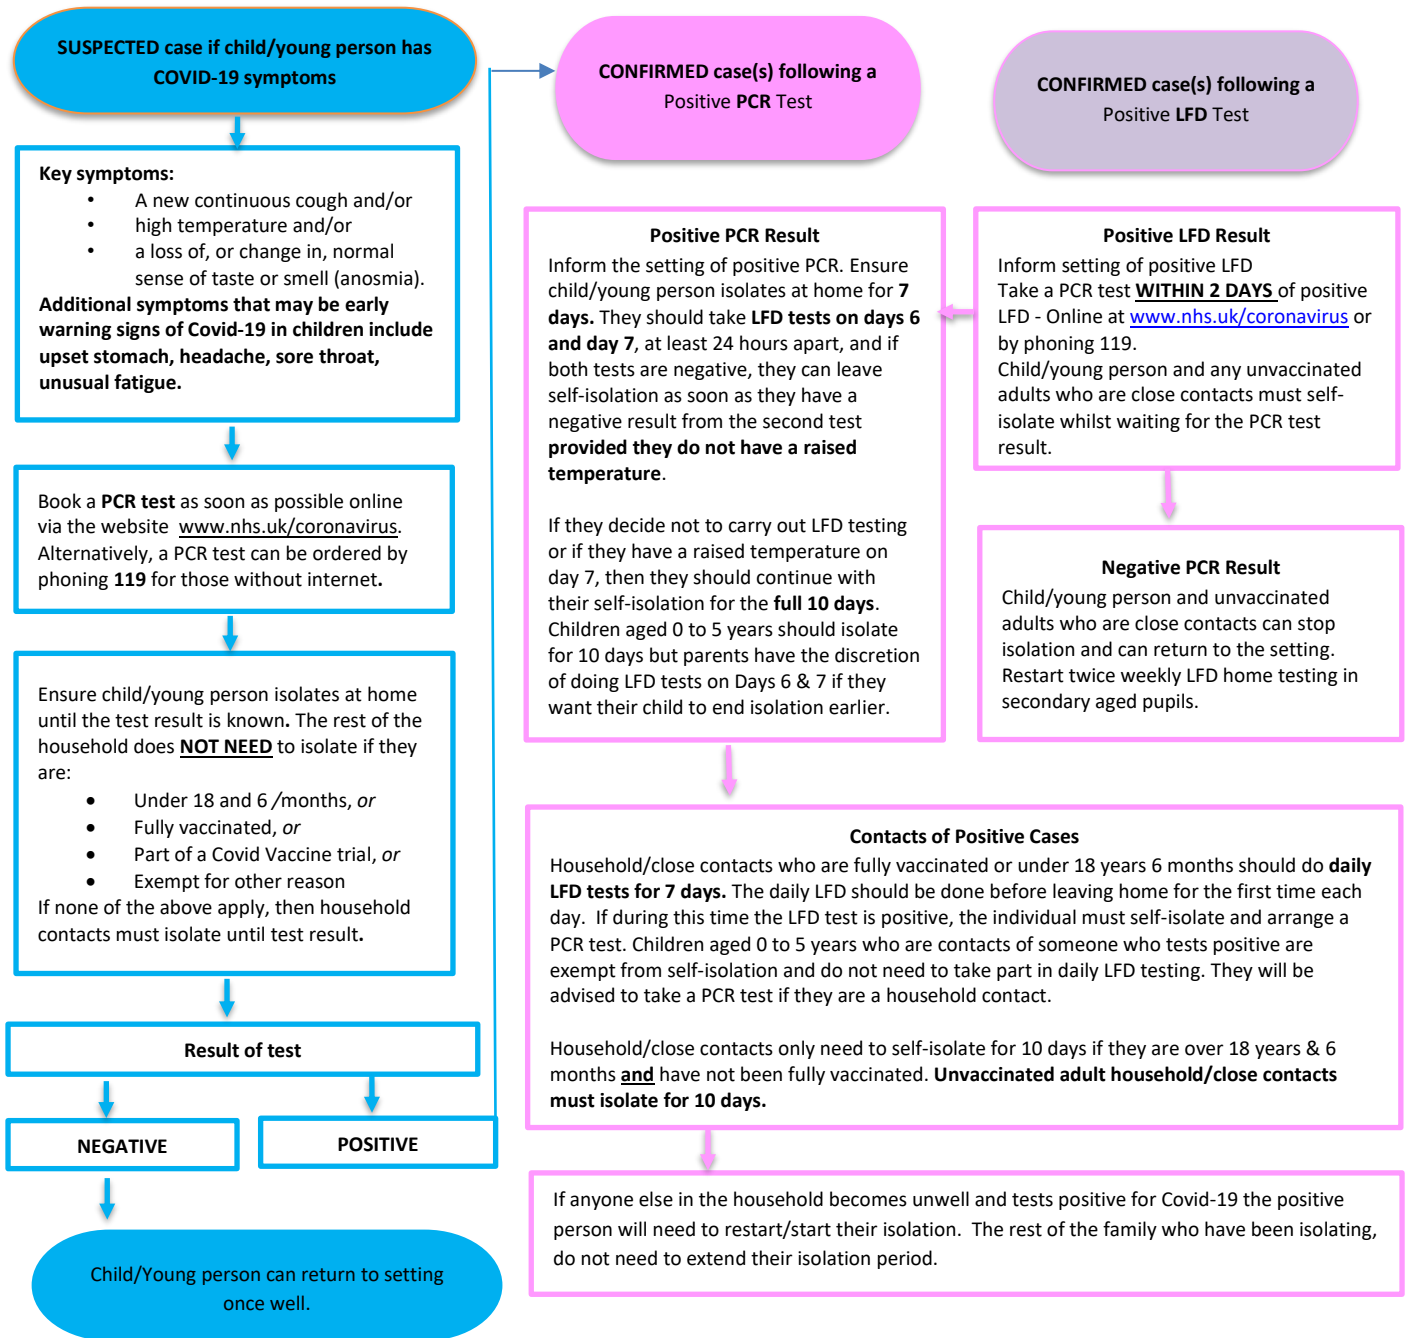 SUSPECTED case if child/young person has
COVID-19 symptoms
Key symptoms:
• A new continuous cough and/or
• high temperature and/or
• a loss of, or change in, normal
sense of taste or smell (anosmia).
Additional symptoms that may be early
warning signs of Covid-19 in children include
upset stomach, headache, sore throat,
unusual fatigue.
Book a PCR test as soon as possible online
via the website www.nhs.uk/coronavirus.
Alternatively, a PCR test can be ordered by
phoning 119 for those without internet.
Ensure child/young person isolates at home
until the test result is known. The rest of the
household does NOT NEED to isolate if they
are:
• Under 18 and 6 /months, or
• Fully vaccinated, or
• Part of a Covid Vaccine trial, or
• Exempt for other reason
If none of the above apply, then household
contacts must isolate until test result.
Result of test
NEGATIVE
POSITIVE
Child/Young person can return to setting
once well.
CONFIRMED case(s) following a
Positive PCR Test
Positive PCR Result
Inform the setting of positive PCR. Ensure
child/young person isolates at home for 7
days. They should take LFD tests on days 6
and day 7, at least 24 hours apart, and if
both tests are negative, they can leave
self-isolation as soon as they have a
negative result from the second test
provided they do not have a raised
temperature.
If they decide not to carry out LFD testing
or if they have a raised temperature on
day 7, then they should continue with
their self-isolation for the full 10 days.
Children aged 0 to 5 years should isolate
for 10 days but parents have the discretion
of doing LFD tests on Days 6 & 7 if they
want their child to end isolation earlier.
CONFIRMED case(s) following a
Positive LFD Test
Positive LFD Result
Inform setting of positive LFD
Take a PCR test WITHIN 2 DAYS of positive
LFD - Online at www.nhs.uk/coronavirus or
by phoning 119.
Child/young person and any unvaccinated
adults who are close contacts must self-
isolate whilst waiting for the PCR test
result.
Negative PCR Result
Child/young person and unvaccinated
adults who are close contacts can stop
isolation and can return to the setting.
Restart twice weekly LFD home testing in
secondary aged pupils.
Contacts of Positive Cases
Household/close contacts who are fully vaccinated or under 18 years 6 months should do daily
LFD tests for 7 days. The daily LFD should be done before leaving home for the first time each
day. If during this time the LFD test is positive, the individual must self-isolate and arrange a
PCR test. Children aged 0 to 5 years who are contacts of someone who tests positive are
exempt from self-isolation and do not need to take part in daily LFD testing. They will be
advised to take a PCR test if they are a household contact.
Household/close contacts only need to self-isolate for 10 days if they are over 18 years & 6
months and have not been fully vaccinated. Unvaccinated adult household/close contacts
must isolate for 10 days.
If anyone else in the household becomes unwell and tests positive for Covid-19 the positive
person will need to restart/start their isolation. The rest of the family who have been isolating,
do not need to extend their isolation period.